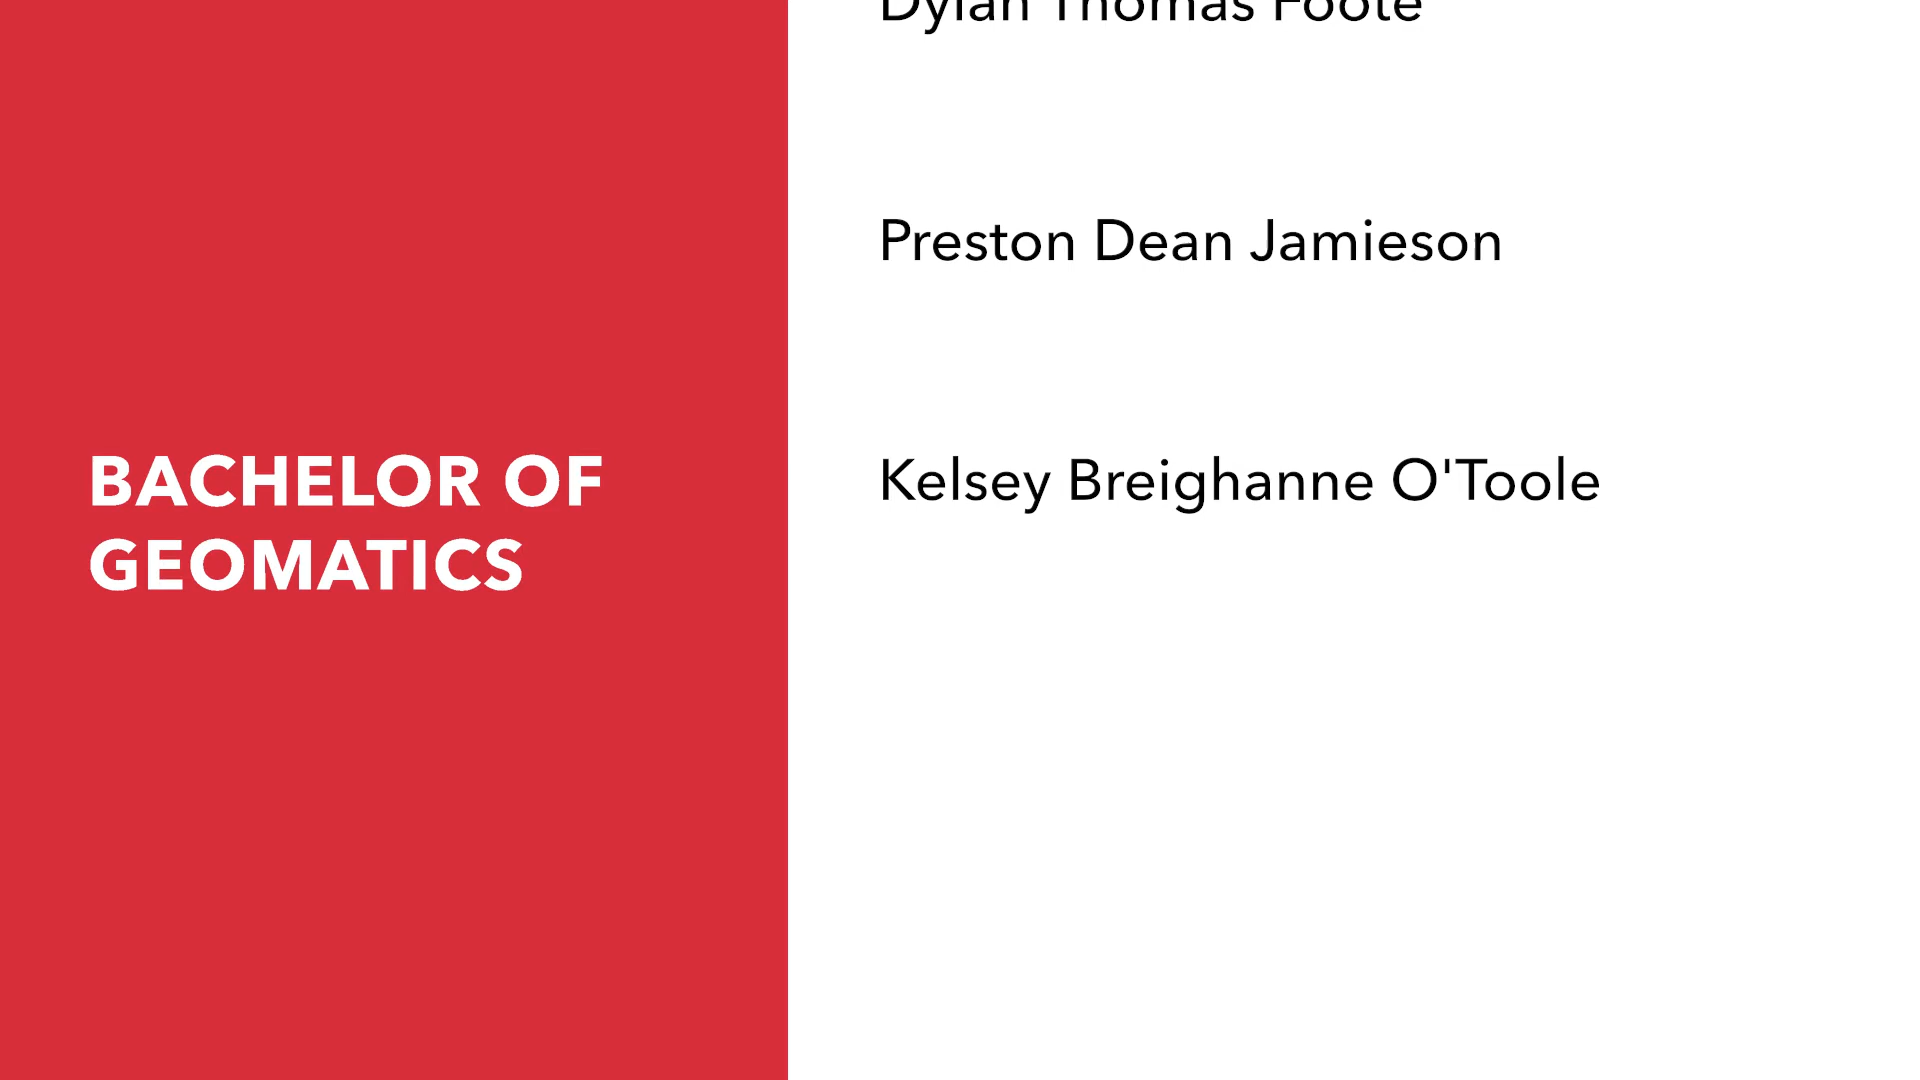 BACHELOR OF
GEOMATICS
Dylan Thomas Foote
Preston Dean Jamieson
Kelsey Breighanne O'Toole